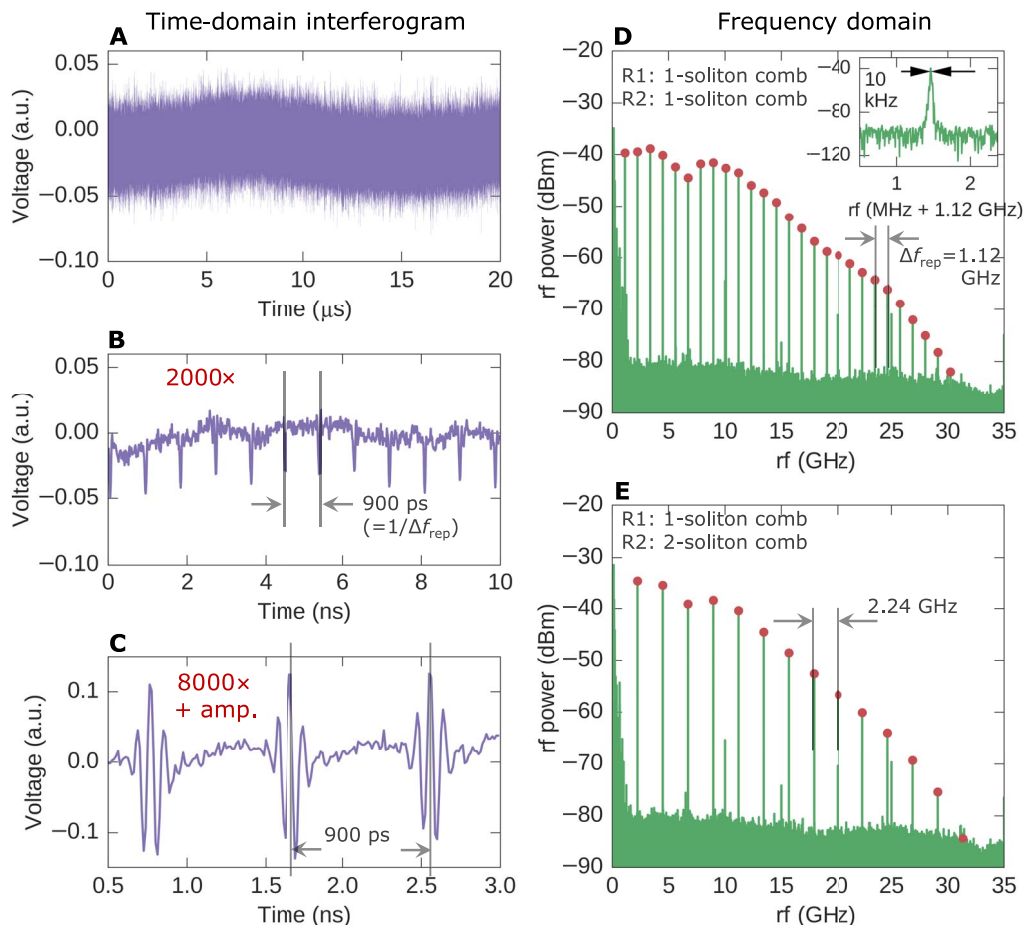 Time-domain interferogram
A
0.05
0.00
−0.05
−0.10
Voltage (a.u.)
0 5 10 15 20
Time (μs)
B
2000×
0.05
0.00
−0.05
−0.10
Voltage (a.u.)
900 ps
(=1/Δfrep)
0 2 4 6 8 10
Time (ns)
C
8000×
+ amp.
0.1
0.0
−0.1
Voltage (a.u.)
900 ps
0.5 1.0 1.5 2.0 2.5 3.0
Time (ns)
Frequency domain
D
R1: 1-soliton comb
R2: 1-soliton comb
−20
−30
−40
−50
−60
−70
−80
−90
rf power (dBm)
−40
−80
−120
10
kHz
1 2
rf (MHz + 1.12 GHz)
Δfrep=1.12
GHz
0 5 10 15 20 25 30 35
rf (GHz)
E
R1: 1-soliton comb
R2: 2-soliton comb
−20
−30
−40
−50
−60
−70
−80
−90
rf power (dBm)
2.24 GHz
0 5 10 15 20 25 30 35
rf (GHz)